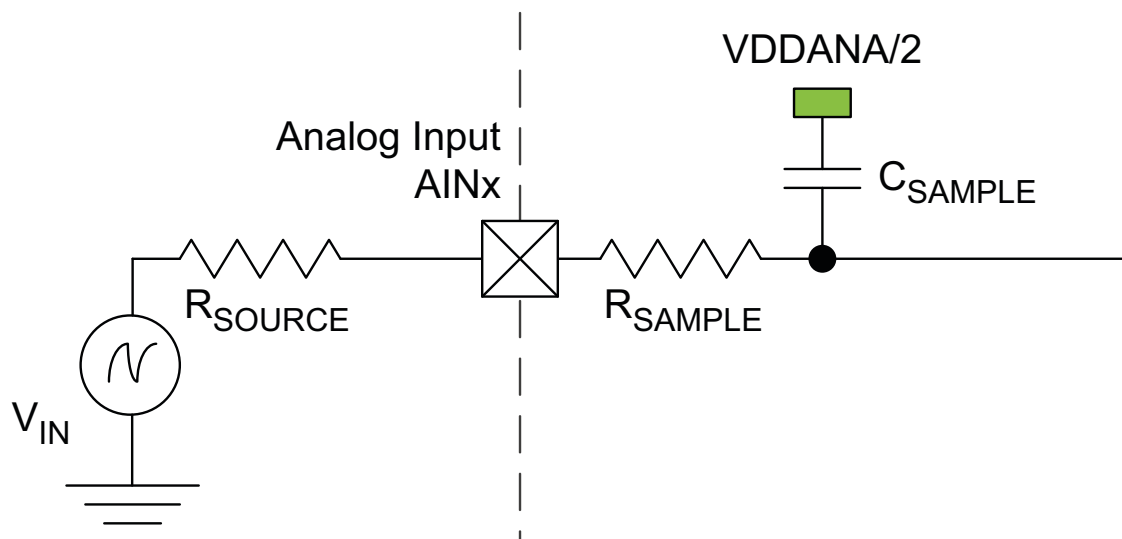 VDDANA/2
Analog Input
AINx
CSAMPLE
RSOURCE
RSAMPLE
VIN